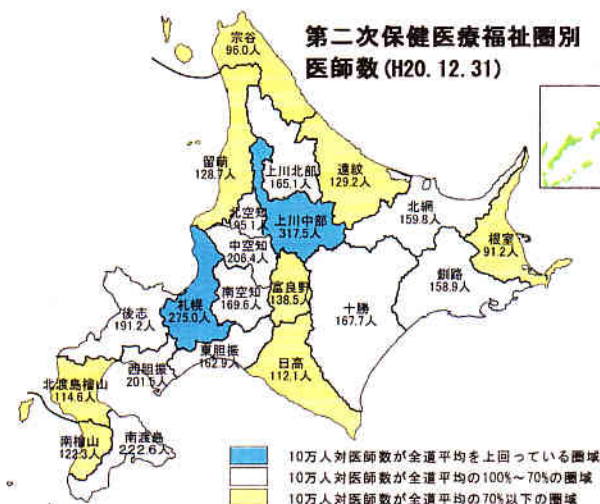 第二次保健医療福祉圏別
医師数(H20.12.31)
宗谷
96.0人
留萌
128.7人
上川北部
165.1人
遠紋
129.2人
北網
159.8人
根室
91.2人
釧路
158.9人
北空知
195.1人
上川中部
317.5人
中空知
206.4人
南空知
169.6人
富良野
138.5人
十勝
167.7人
後志
191.2人
札幌
275.0人
東胆振
162.9人
日高
112.1人
西胆振
201.5人
北渡島檜山
114.6人
南檜山
122.3人
南渡島
222.6人
10万人対医師数が全道平均を上回っている圏域
10万人対医師数が全道平均の100%~70%の圏域
10万人対医師数が全道平均の70%以下の圏域